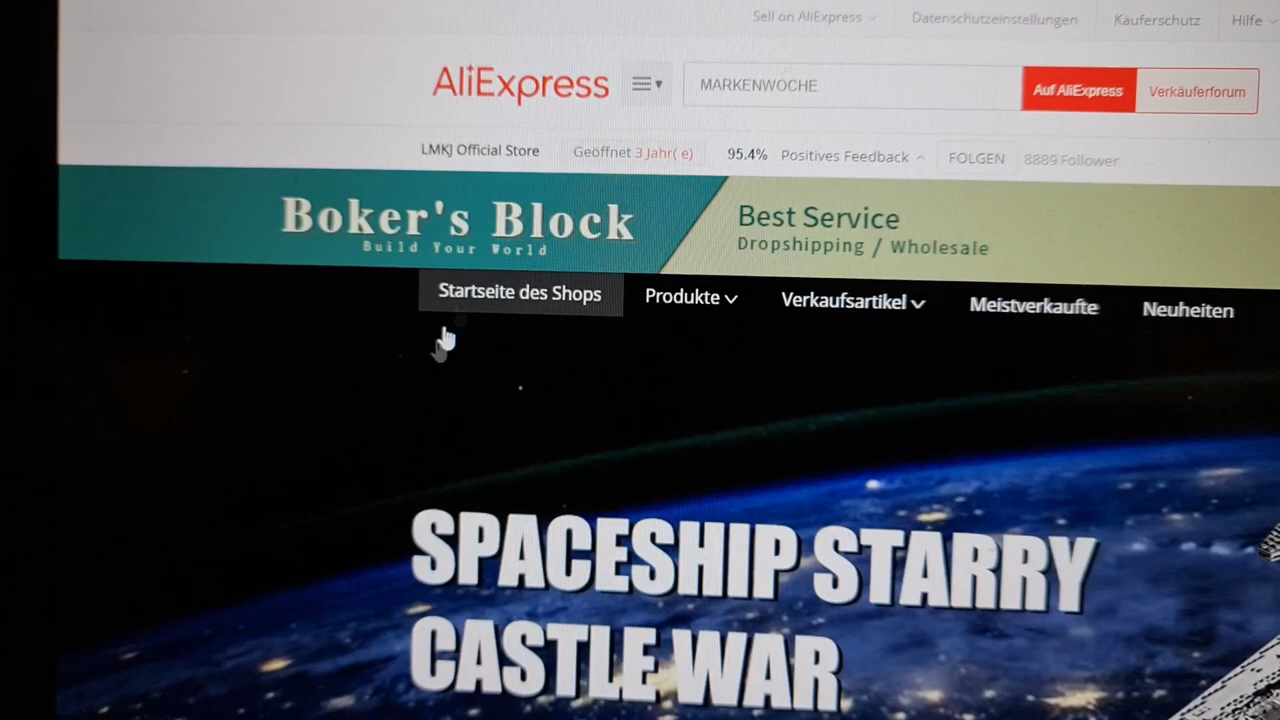 Sell on AliExpress Datenschutzeinstellungen Käuferschutz Hilfe
AliExpress MARKENWOCHE Auf AliExpress Verkäuferforum
LMKJ Official Store Geöffnet 3 Jahr( e) 95.4% Positives Feedback FOLGEN 8889 Follower
Boker's Block
Build Your World
Best Service
Dropshipping / Wholesale
Startseite des Shops Produkte Verkaufsartikel Meistverkaufte Neuheiten
SPACESHIP STARRY
CASTLE WAR